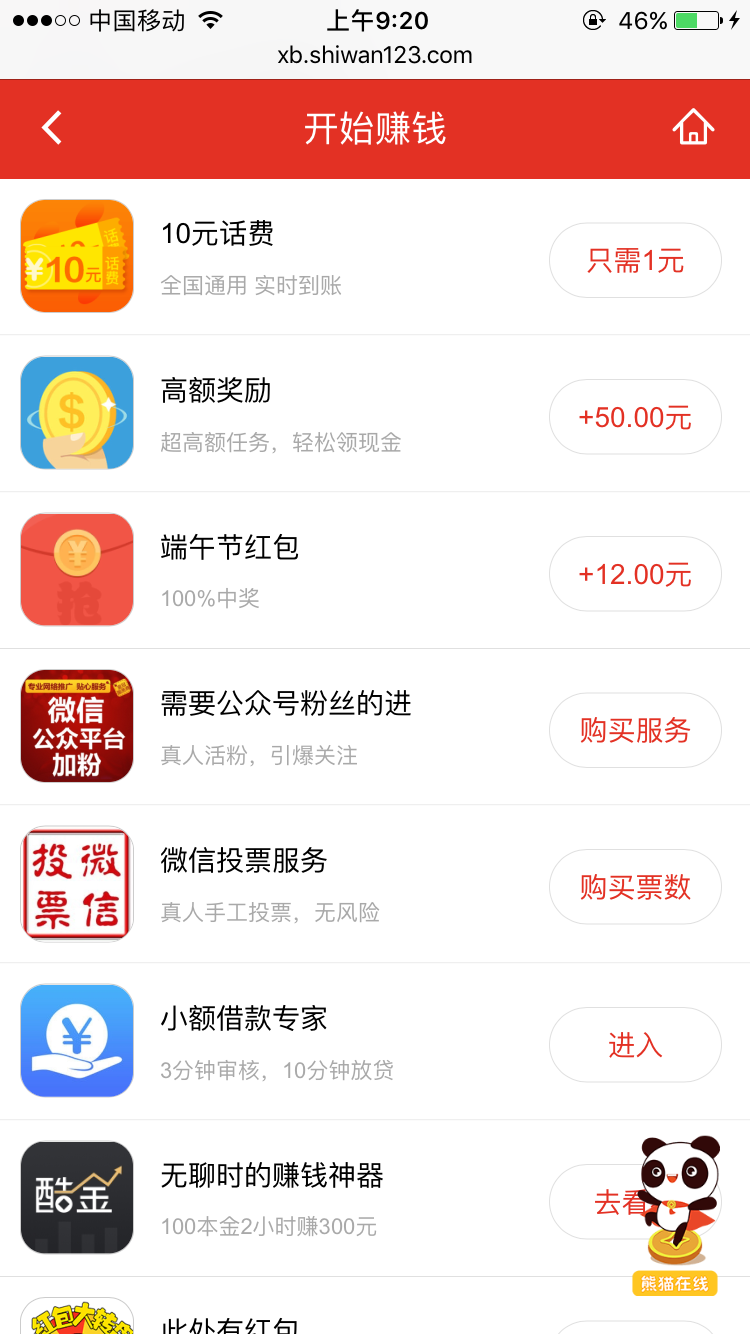 中国移动 上午9:20 46%
xb.shiwan123.com
开始赚钱
10元话费
全国通用 实时到账
只需1元
¥10元
话费
高额奖励
超高额任务，轻松领现金
+50.00元
端午节红包
100%中奖
+12.00元
抢
需要公众号粉丝的进
真人活粉，引爆关注
购买服务
专业网络推广 贴心服务
微信
公众平台
加粉
微信投票服务
真人手工投票，无风险
购买票数
投微
票信
小额借款专家
3分钟审核，10分钟放贷
进入
酷金
无聊时的赚钱神器
100本金2小时赚300元
去看
熊猫在线
红包大转
此处有红包